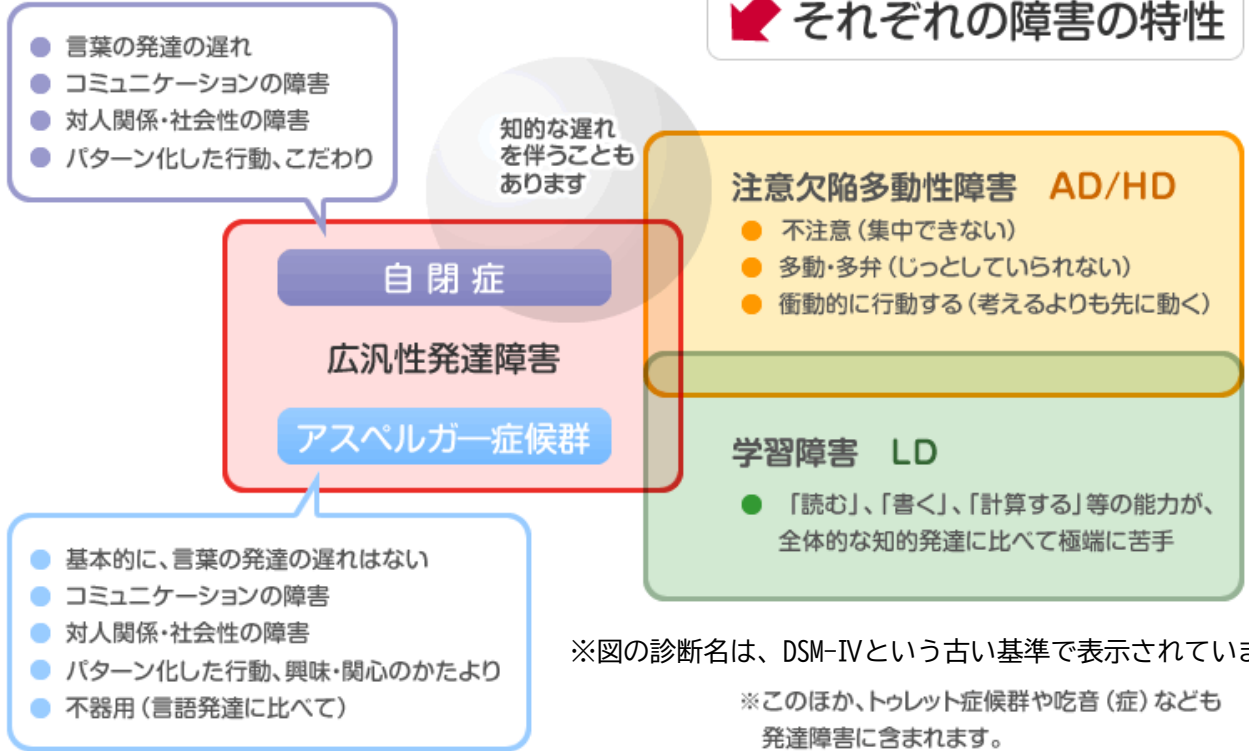 それぞれの障害の特性
言葉の発達の遅れ
コミュニケーションの障害
対人関係・社会性の障害
パターン化した行動、こだわり
知的な遅れ
を伴うことも
あります
自閉症
広汎性発達障害
アスペルガー症候群
基本的に、言葉の発達の遅れはない
コミュニケーションの障害
対人関係・社会性の障害
パターン化した行動、興味・関心のかたより
不器用(言語発達に比べて)
注意欠陥多動性障害 AD/HD
不注意(集中できない)
多動・多弁(じっとしていられない)
衝動的に行動する(考えるよりも先に動く)
学習障害 LD
「読む」、「書く」、「計算する」等の能力が、
全体的な知的発達に比べて極端に苦手
※図の診断名は、DSM-Ⅳという古い基準で表示されていま
※このほか、トゥレット症候群や吃音(症)なども
発達障害に含まれます。